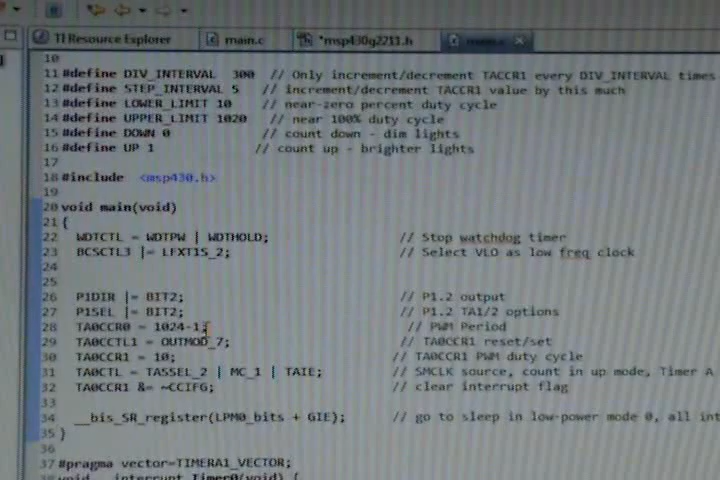 TI Resource Explorer main.c *msp430g2211.h main.c
10
11 #define DIV_INTERVAL 300 // Only increment/decrement TACCR1 every DIV_INTERVAL times
12 #define STEP_INTERVAL 5 // increment/decrement TACCR1 value by this much
13 #define LOWER_LIMIT 10 // near-zero percent duty cycle
14 #define UPPER_LIMIT 1020 // near 100% duty cycle
15 #define DOWN 0 // count down - dim lights
16 #define UP 1 // count up - brighter lights
17
18 #include <msp430.h>
19
20 void main(void)
21 {
22 WDTCTL = WDTPW | WDTHOLD; // Stop watchdog timer
23 BCSCTL3 |= LFXT1S_2; // Select VLO as low freq clock
24
25
26 P1DIR |= BIT2; // P1.2 output
27 P1SEL |= BIT2; // P1.2 TA1/2 options
28 TA0CCR0 = 1024-1; // PWM Period
29 TA0CCTL1 = OUTMOD_7; // TA0CCR1 reset/set
30 TA0CCR1 = 10; // TA0CCR1 PWM duty cycle
31 TA0CTL = TASSEL_2 | MC_1 | TAIE; // SMCLK source, count in up mode, Timer A
32 TA0CCR1 &= ~CCIFG; // clear interrupt flag
33
34 __bis_SR_register(LPM0_bits + GIE); // go to sleep in low-power mode 0, all int
35 }
36
37 #pragma vector=TIMERA1_VECTOR;
38 void __interrupt Timer0(void) {